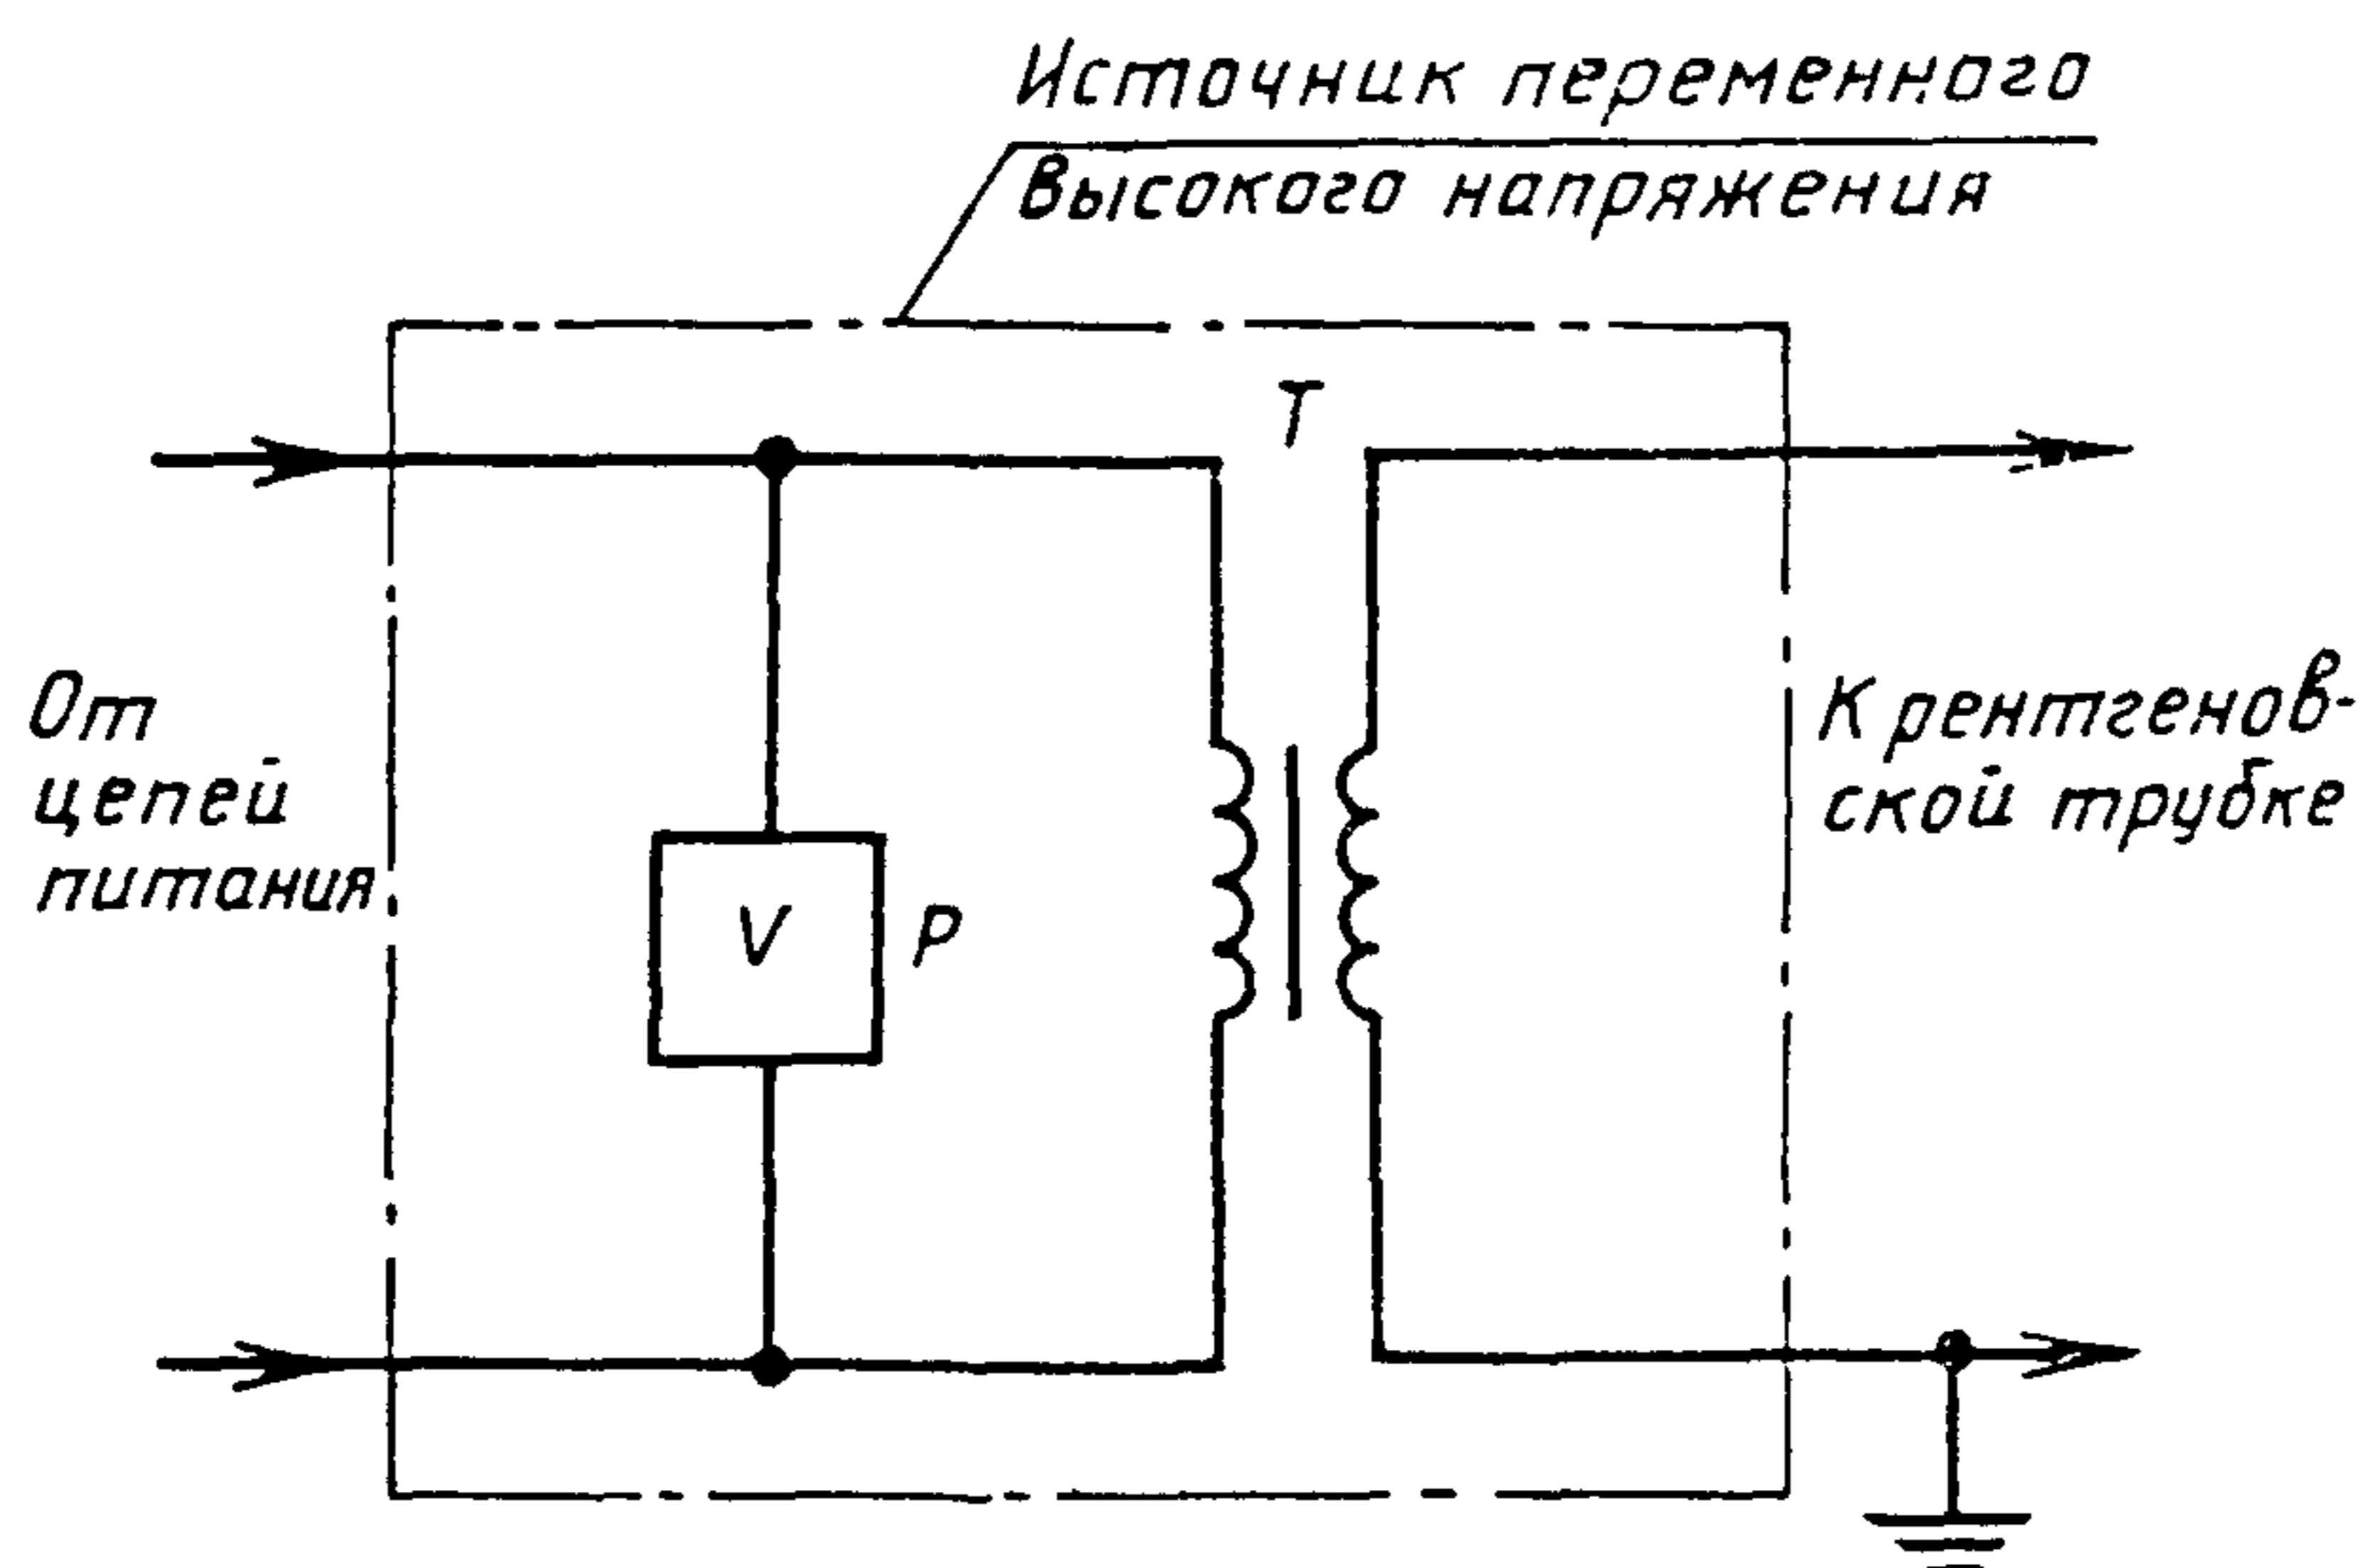 Источник переменного
высокого напряжения
Т
От
цепей
питания
V
Р
К рентгенов-
ской трубке